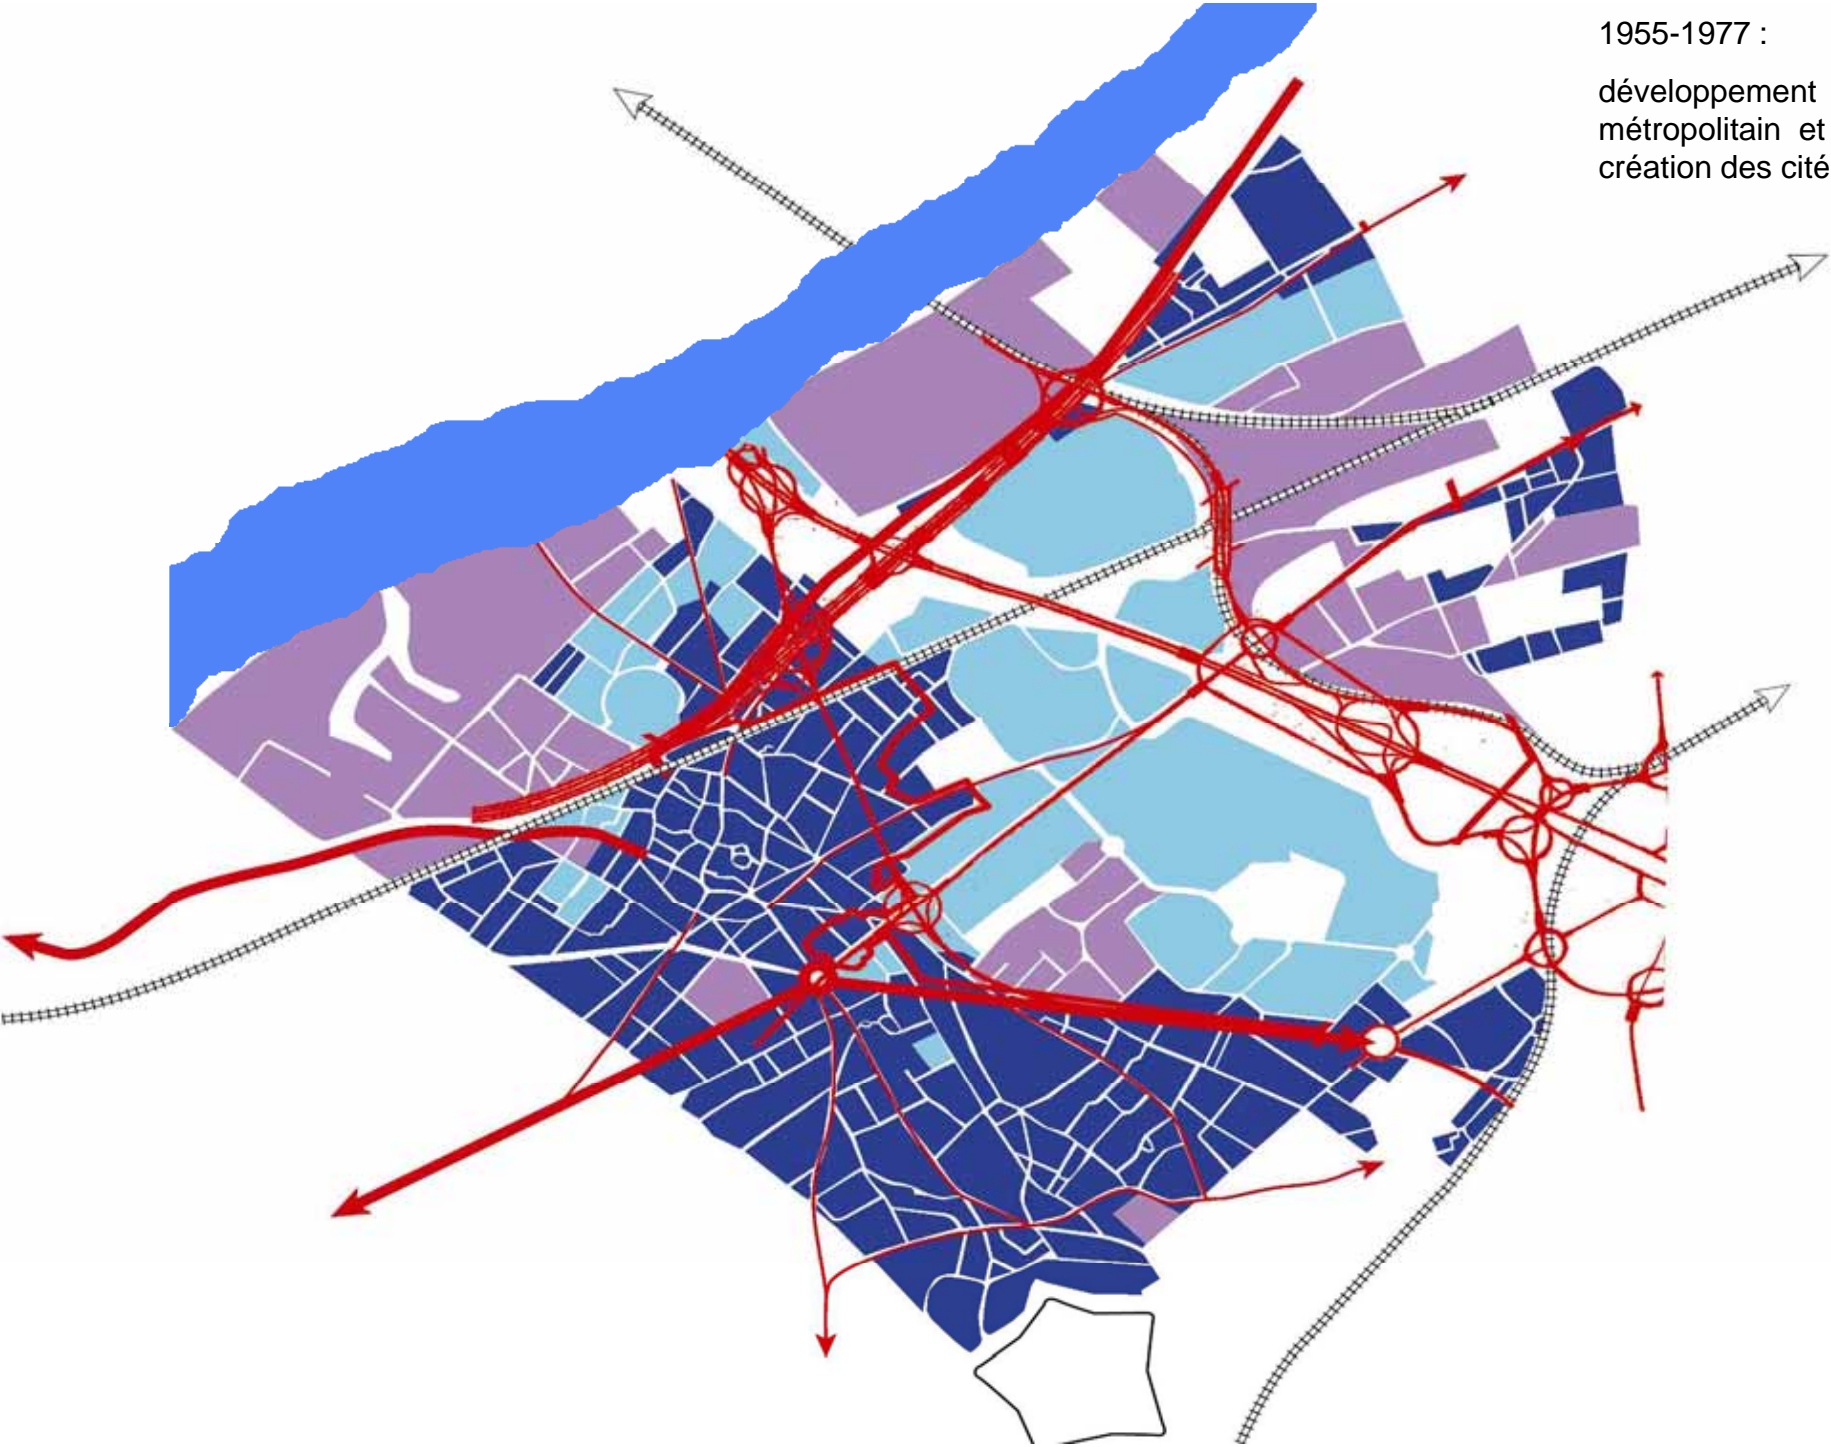 1955-1977 :
développement
métropolitain et
création des cité